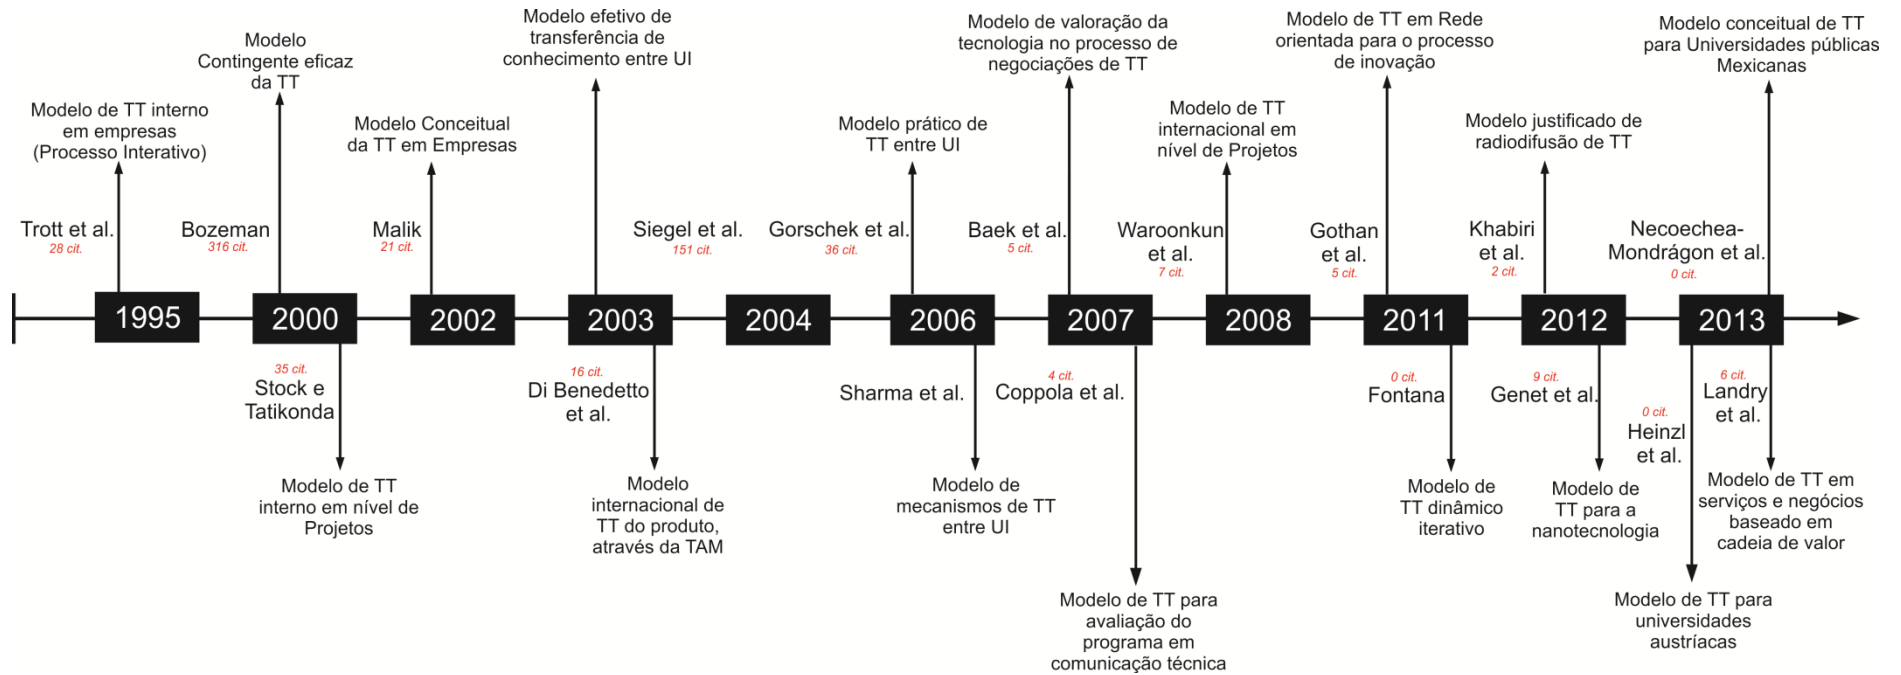 Modelo de TT interno
em empresas
(Processo Interativo)
Trott et al.
28 cit.
Modelo
Contingente eficaz
da TT
Bozeman
316 cit.
Modelo Conceitual
da TT em Empresas
Malik
21 cit.
Modelo efetivo de
transferência de
conhecimento entre UI
Siegel et al.
151 cit.
Modelo prático de
TT entre UI
Gorschek et al.
36 cit.
Modelo de valoração da
tecnologia no processo de
negociações de TT
Baek et al.
5 cit.
Modelo de TT
internacional em
nível de Projetos
Waroonkun
et al.
7 cit.
Modelo de TT em Rede
orientada para o processo
de inovação
Gothan
et al.
5 cit.
Modelo justificado de
radiodifusão de TT
Khabiri
et al.
2 cit.
Modelo conceitual de TT
para Universidades públicas
Mexicanas
Necoechea-
Mondrágon et al.
0 cit.
1995
2000
2002
2003
2004
2006
2007
2008
2011
2012
2013
35 cit.
Stock e
Tatikonda
Modelo de TT
interno em nível de
Projetos
16 cit.
Di Benedetto
et al.
Modelo
internacional de
TT do produto,
através da TAM
Sharma et al.
Modelo de
mecanismos de TT
entre UI
4 cit.
Coppola et al.
Modelo de TT para
avaliação do
programa em
comunicação técnica
0 cit.
Fontana
Modelo de
TT dinâmico
iterativo
9 cit.
Genet et al.
Modelo de
TT para a
nanotecnologia
0 cit.
Heinzl
et al.
Modelo de TT para
universidades
austríacas
6 cit.
Landry
et al.
Modelo de TT em
serviços e negócios
baseado em
cadeia de valor